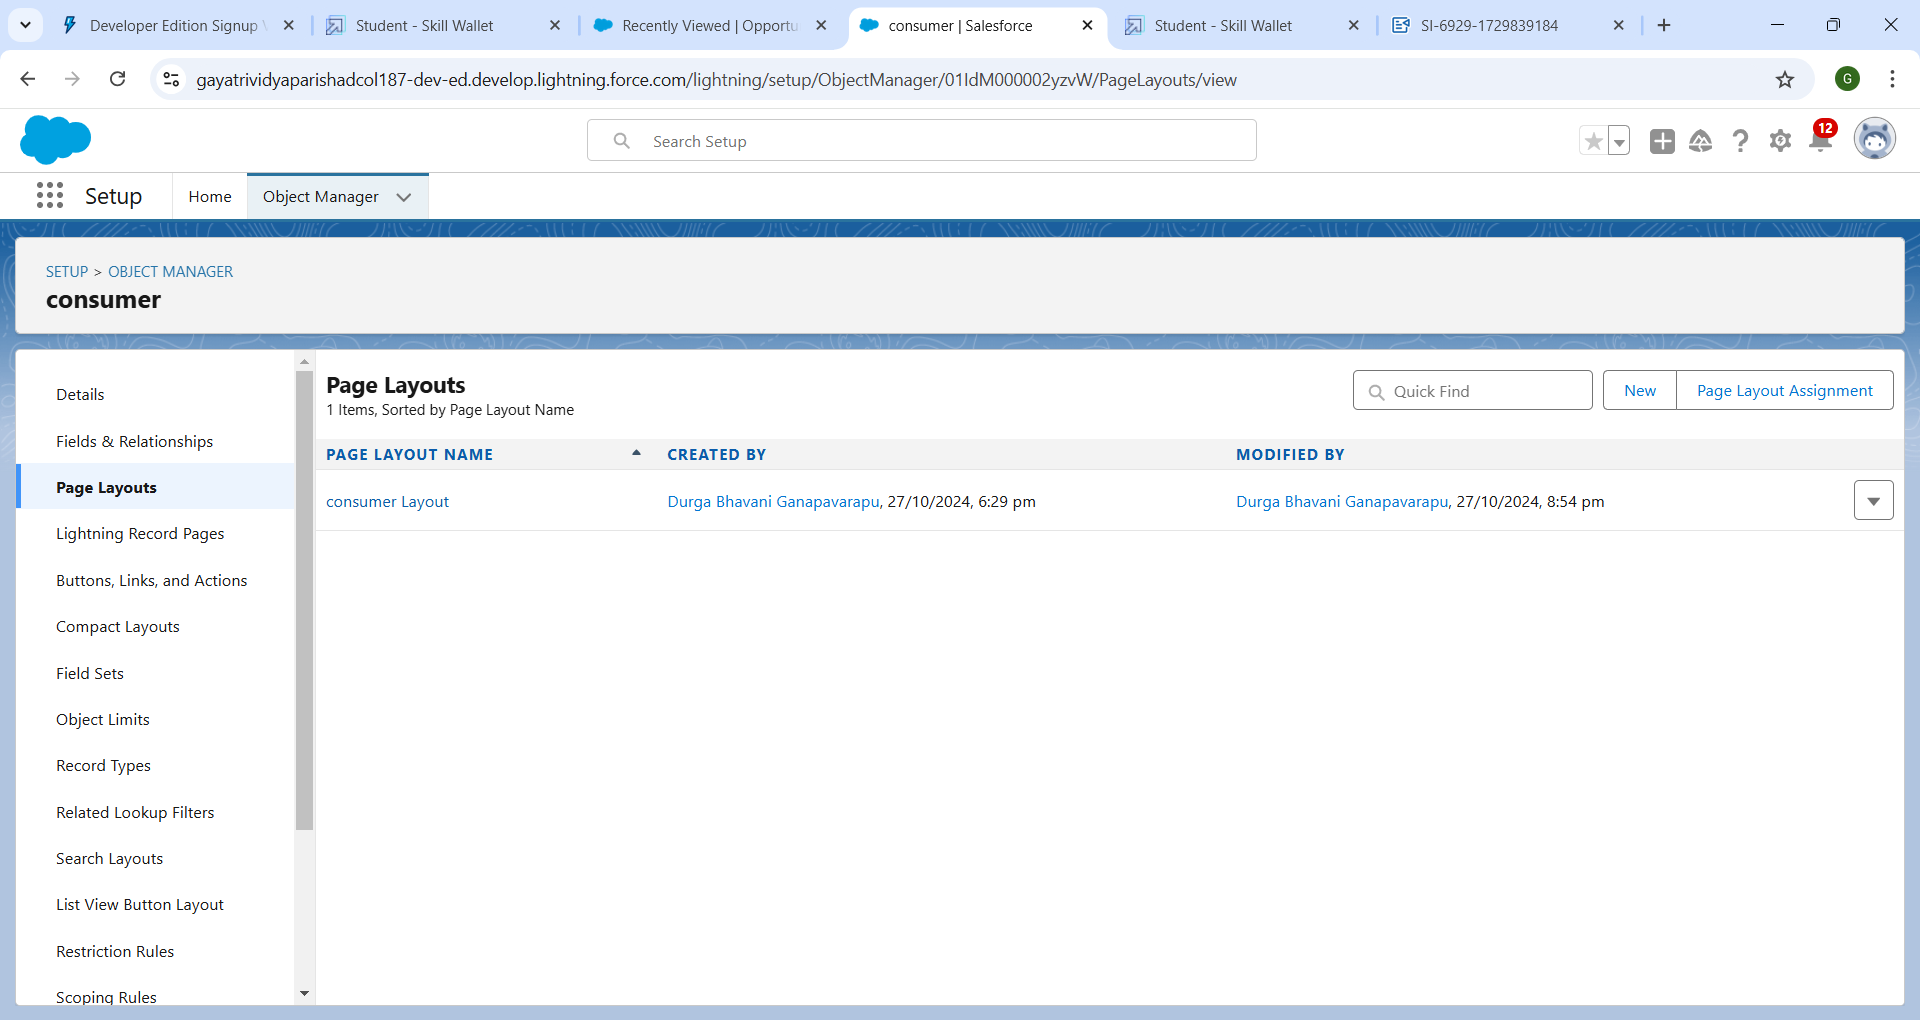 Developer Edition Signup
Student - Skill Wallet
Recently Viewed | Opportu
consumer | Salesforce
Student - Skill Wallet
SI-6929-1729839184
gayatrividyaparishadcol187-dev-ed.develop.lightning.force.com/lightning/setup/ObjectManager/01IdM000002yzvW/PageLayouts/view
G
Search Setup
12
Setup
Home
Object Manager
SETUP > OBJECT MANAGER
consumer
Details
Fields & Relationships
Page Layouts
Lightning Record Pages
Buttons, Links, and Actions
Compact Layouts
Field Sets
Object Limits
Record Types
Related Lookup Filters
Search Layouts
List View Button Layout
Restriction Rules
Scoping Rules
Page Layouts
1 Items, Sorted by Page Layout Name
Quick Find
New
Page Layout Assignment
PAGE LAYOUT NAME
CREATED BY
MODIFIED BY
consumer Layout
Durga Bhavani Ganapavarapu, 27/10/2024, 6:29 pm
Durga Bhavani Ganapavarapu, 27/10/2024, 8:54 pm